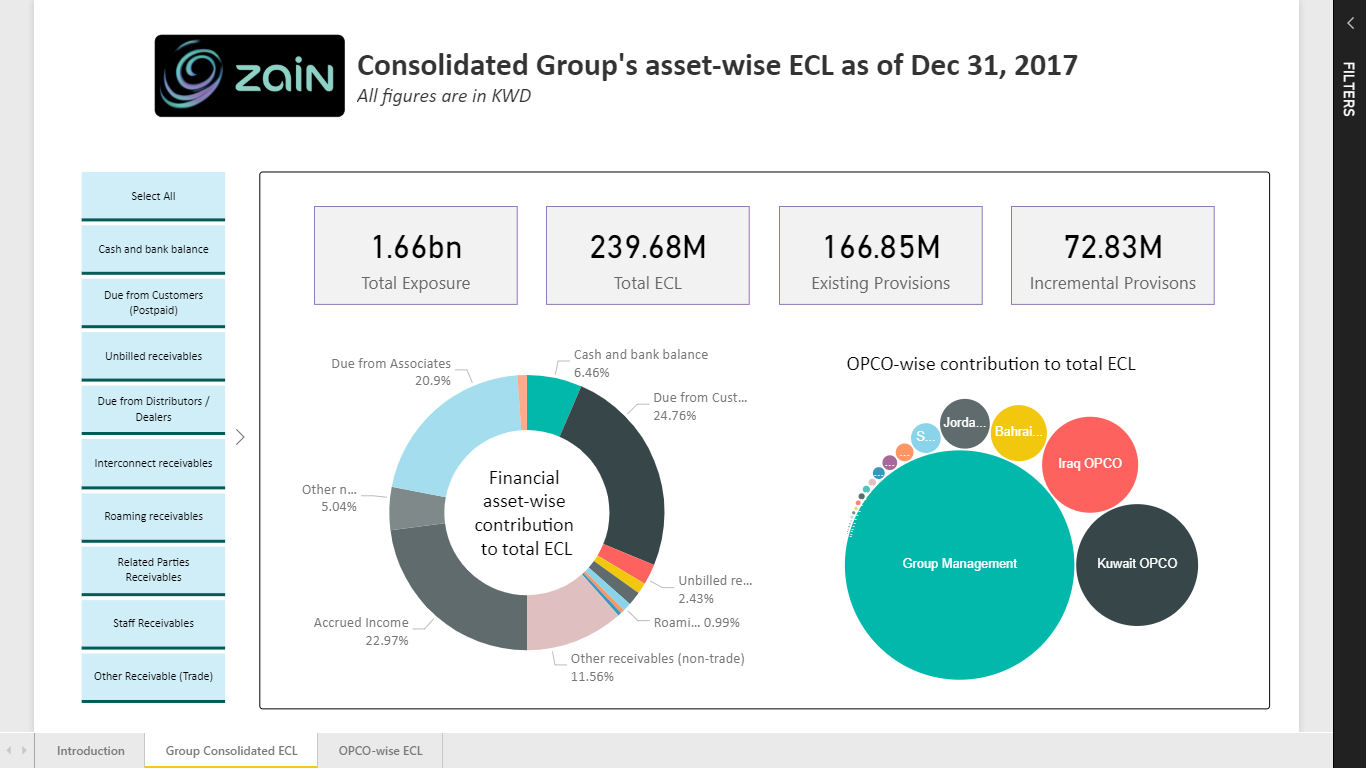 zain
Consolidated Group's asset-wise ECL as of Dec 31, 2017
All figures are in KWD
FILTERS
Select All
Cash and bank balance
Due from Customers
(Postpaid)
Unbilled receivables
Due from Distributors /
Dealers
Interconnect receivables
Roaming receivables
Related Parties
Receivables
Staff Receivables
Other Receivable (Trade)
1.66bn
Total Exposure
239.68M
Total ECL
166.85M
Existing Provisions
72.83M
Incremental Provisons
Due from Associates
20.9%
Cash and bank balance
6.46%
Due from Cust...
24.76%
Other n...
5.04%
Financial
asset-wise
contribution
to total ECL
Unbilled re...
2.43%
Accrued Income
22.97%
Roami... 0.99%
Other receivables (non-trade)
11.56%
OPCO-wise contribution to total ECL
S...
Jorda...
Bahrai...
Iraq OPCO
Group Management
Kuwait OPCO
Introduction
Group Consolidated ECL
OPCO-wise ECL